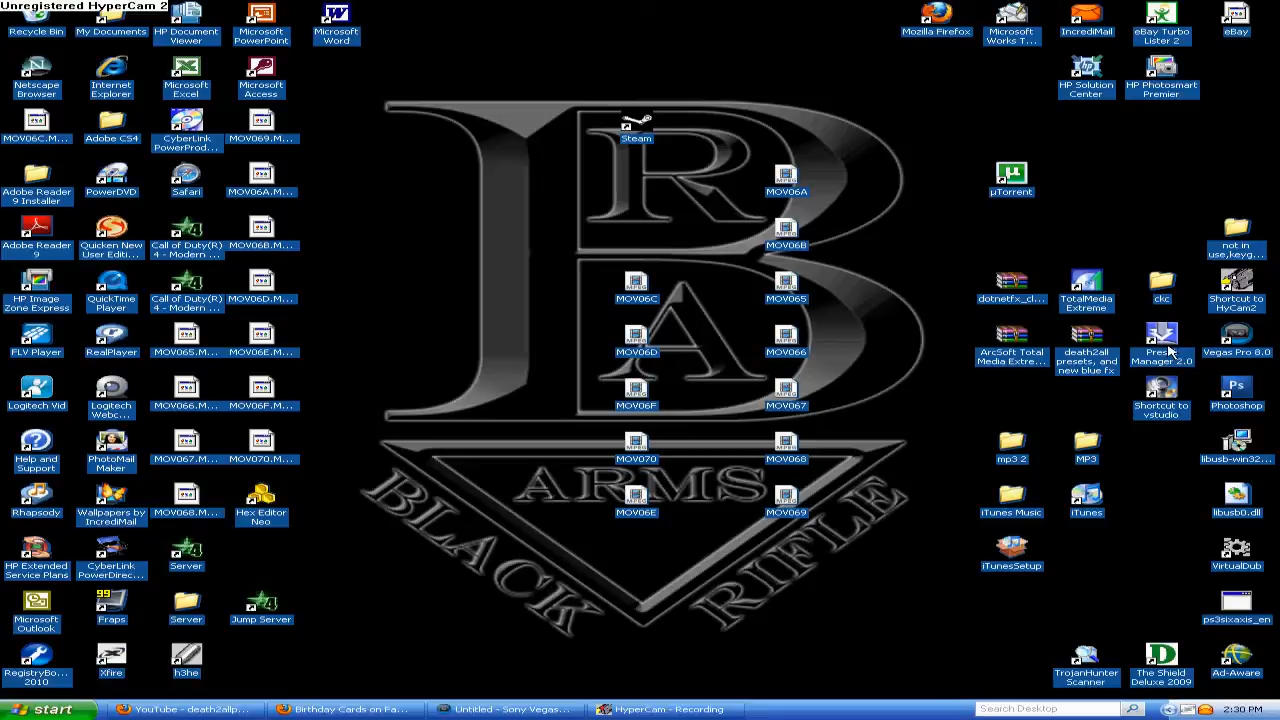 Unregistered HyperCam 2
Recycle Bin
My Documents
HP Document
Viewer
Microsoft
PowerPoint
Microsoft
Word
Mozilla Firefox
Microsoft
Works T...
IncrediMail
eBay Turbo
Lister 2
eBay
Netscape
Browser
Internet
Explorer
Microsoft
Excel
Microsoft
Access
HP Solution
Center
HP Photosmart
Premier
MOV06C....
Adobe CS4
CyberLink
PowerProd...
MOV069.M...
Steam
Adobe Reader
9 Installer
PowerDVD
Safari
MOV06A.M...
MOV06A
µTorrent
Adobe Reader
9
Quicken New
User Editi...
Call of Duty(R)
4 - Modern ...
MOV06B.M...
MOV06B
not in
use,keyg...
HP Image
Zone Express
QuickTime
Player
Call of Duty(R)
4 - Modern ...
MOV06D.M...
MOV06C
MOV065
dotnetfx_cl...
TotalMedia
Extreme
ckc
Shortcut to
HyCam2
FLV Player
RealPlayer
MOV065.M...
MOV06E.M...
MOV06D
MOV066
ArcSoft Total
Media Extre...
death2all
presets, and
new blue fx
Manager 2.0
Vegas Pro 8.0
Logitech Vid
Logitech
Webc...
MOV066.M...
MOV06F.M...
MOV06F
MOV067
Shortcut to
vstudio
Ps
Photoshop
Help and
Support
PhotoMail
Maker
MOV067.M...
MOV070.M...
MOV070
MOV068
mp3 2
MP3
libusb-win32...
Rhapsody
Wallpapers by
IncrediMail
MOV068.M...
Hex Editor
Neo
MOV06E
MOV069
iTunes Music
iTunes
libusb0.dll
HP Extended
Service Plans
CyberLink
PowerDirec...
Server
iTunesSetup
VirtualDub
Microsoft
Outlook
99
Fraps
Server
Jump Server
ps3sixaxis_en
RegistryBo...
2010
Xfire
h3he
TrojanHunter
Scanner
The Shield
Deluxe 2009
Ad-Aware
B
R
A
ARMS
BLACK
RIFLE
start
YouTube - death2allp...
Birthday Cards on Fa...
Untitled - Sony Vegas...
HyperCam - Recording
Search Desktop
2:30 PM